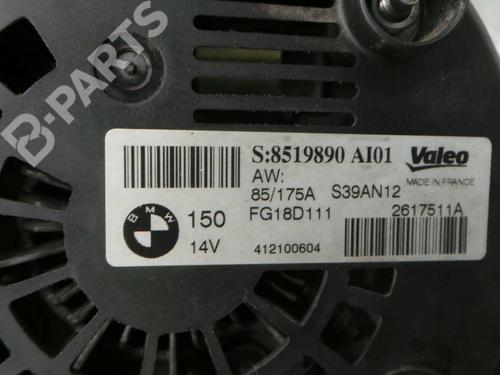 B-PARTS
S:8519890 AI01 Valeo
AW: MADE IN FRANCE
85/175A S39AN12
BMW 150 FG18D111 2617511A
14V 412100604